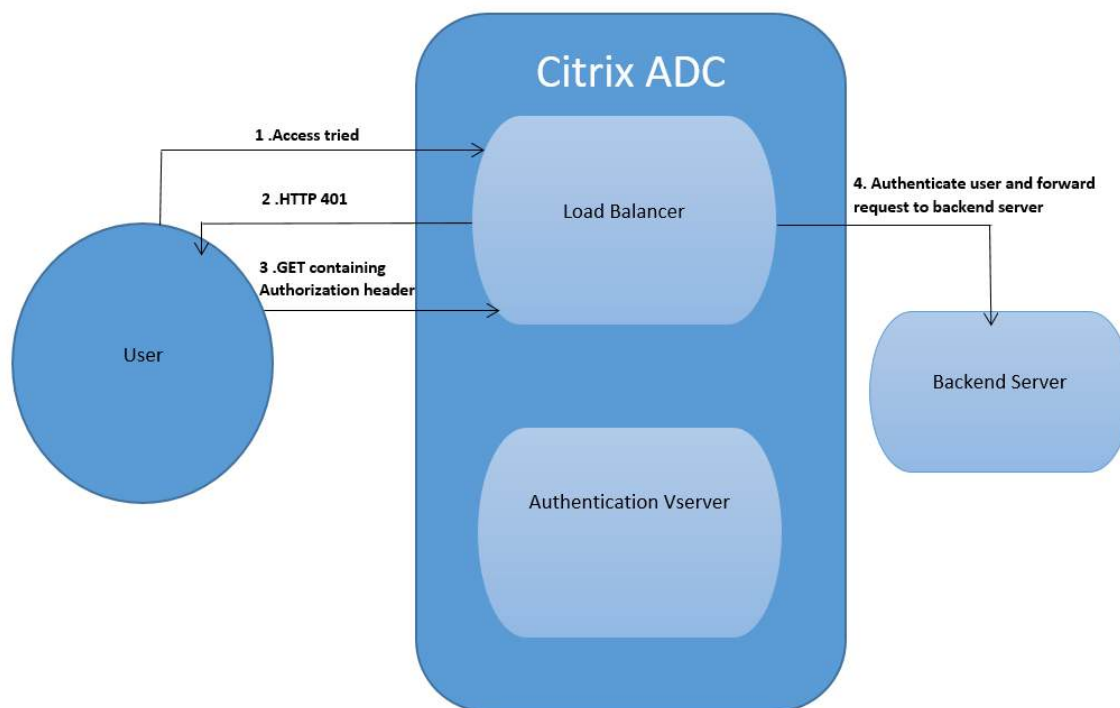 Citrix ADC
1 .Access tried
2 .HTTP 401
3 .GET containing
Authorization header
Load Balancer
4. Authenticate user and forward
request to backend server
User
Backend Server
Authentication Vserver